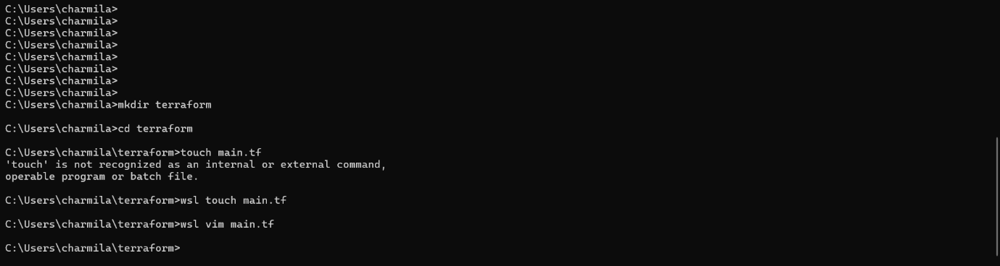 C:\Users\charmila>
C:\Users\charmila>
C:\Users\charmila>
C:\Users\charmila>
C:\Users\charmila>
C:\Users\charmila>
C:\Users\charmila>
C:\Users\charmila>
C:\Users\charmila>mkdir terraform
C:\Users\charmila>cd terraform
C:\Users\charmila\terraform>touch main.tf
'touch' is not recognized as an internal or external command,
operable program or batch file.
C:\Users\charmila\terraform>wsl touch main.tf
C:\Users\charmila\terraform>wsl vim main.tf
C:\Users\charmila\terraform>